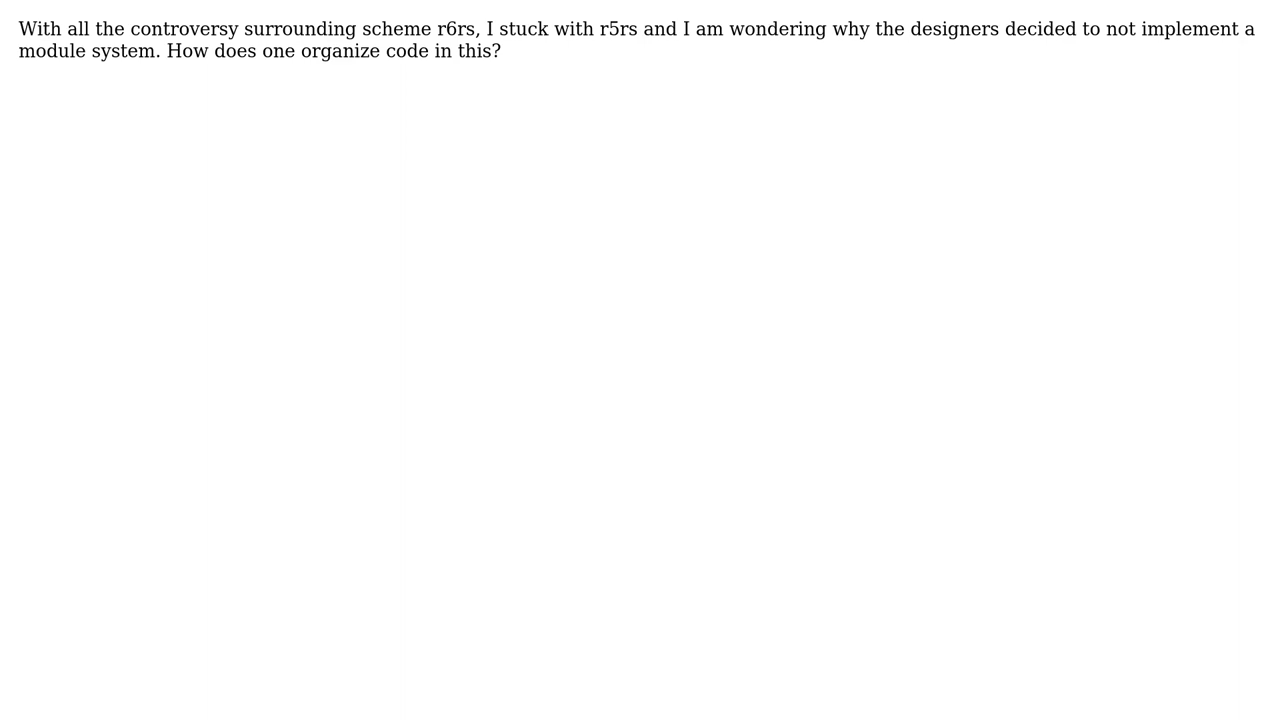 With all the controversy surrounding scheme r6rs, I stuck with r5rs and I am wondering why the designers decided to not implement a
module system. How does one organize code in this?